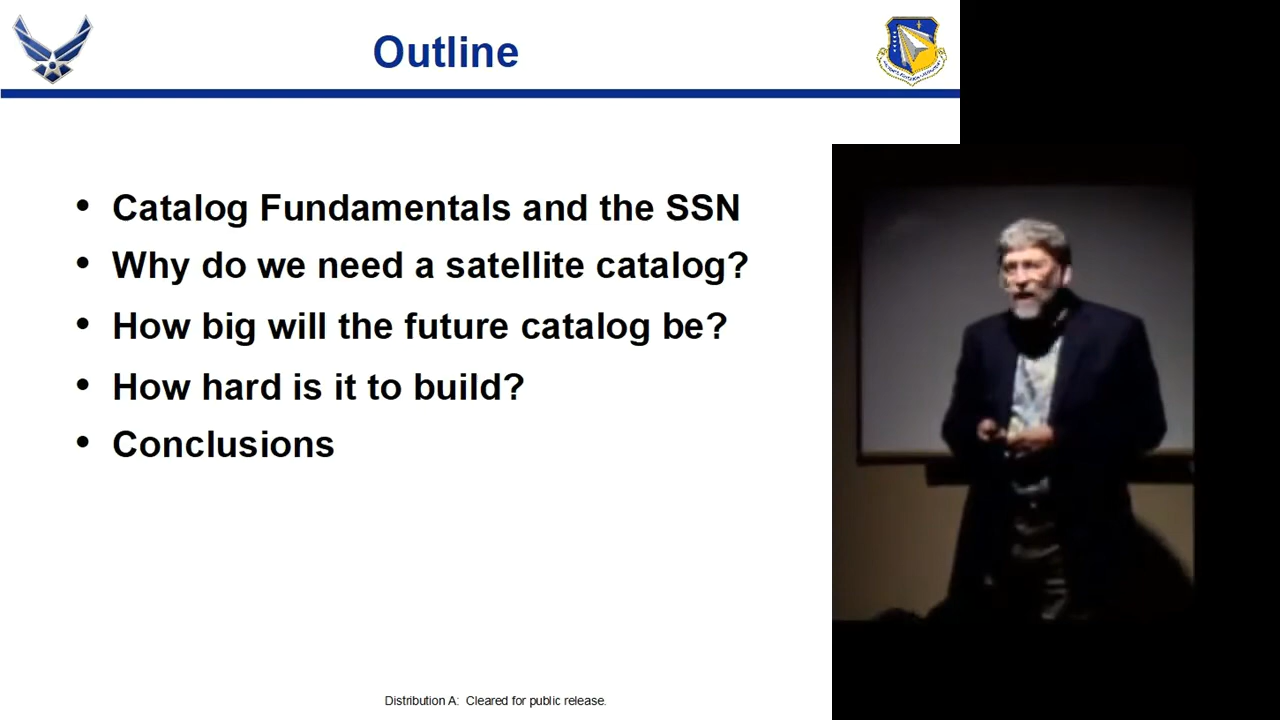 Outline
• Catalog Fundamentals and the SSN
• Why do we need a satellite catalog?
• How big will the future catalog be?
• How hard is it to build?
• Conclusions
Distribution A: Cleared for public release.